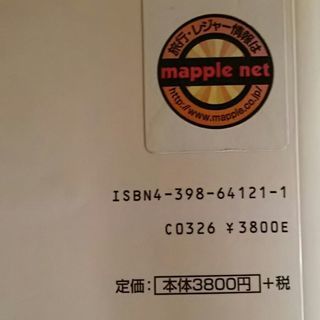 旅行・レジャー情報は
mapple net
http://www.mapple.co.jp/
ISBN4-398-64121-1
C0326 ¥3800E
定価：本体3800円+税